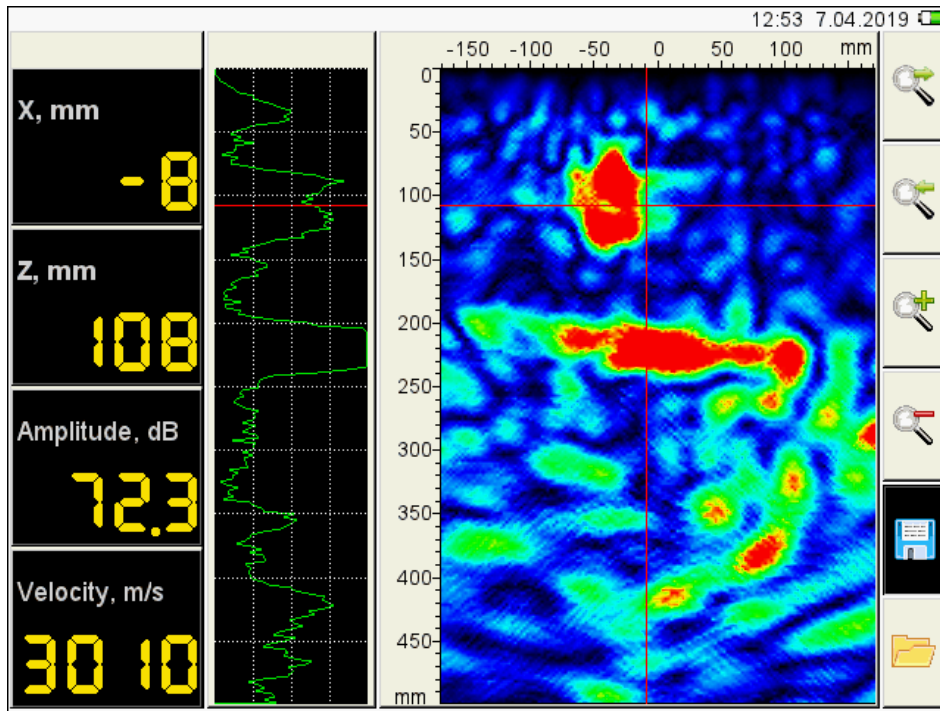 12:53 7.04.2019
X, mm
-8
Z, mm
108
Amplitude, dB
72.3
Velocity, m/s
3010
-150 -100 -50 0 50 100 mm
0
50
100
150
200
250
300
350
400
450
mm